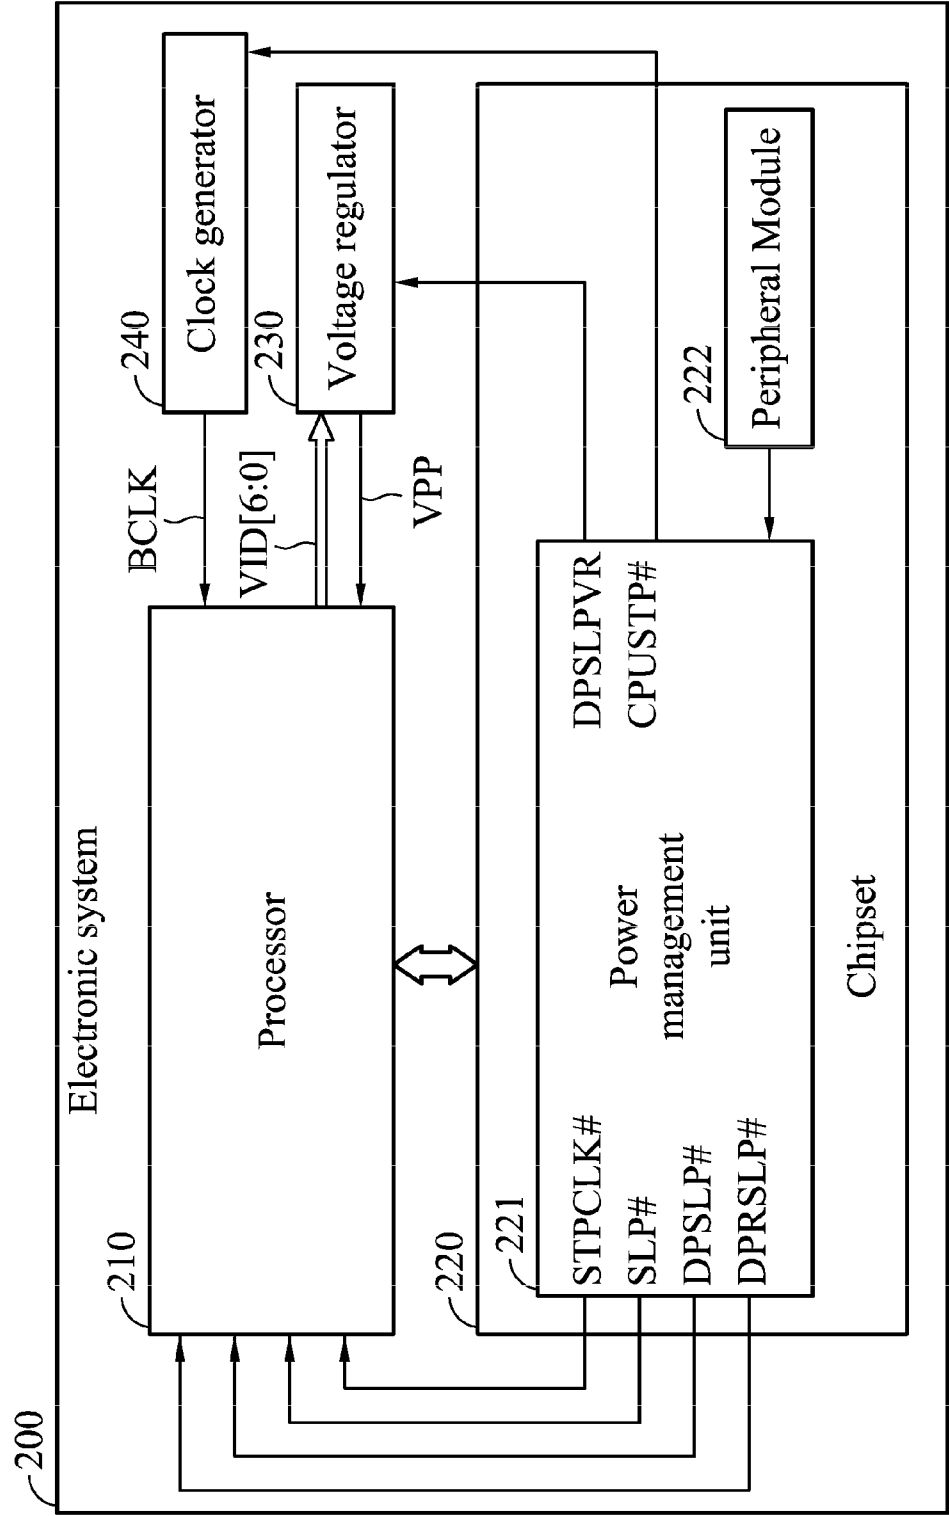 200
Electronic system
210
Processor
BCLK
240
Clock generator
VID[6:0]
230
Voltage regulator
VPP
220
221
STPCLK#
SLP#
DPSLP#
DPRSLP#
Power
management
unit
DPSLPVR
CPUSTP#
222
Peripheral Module
Chipset